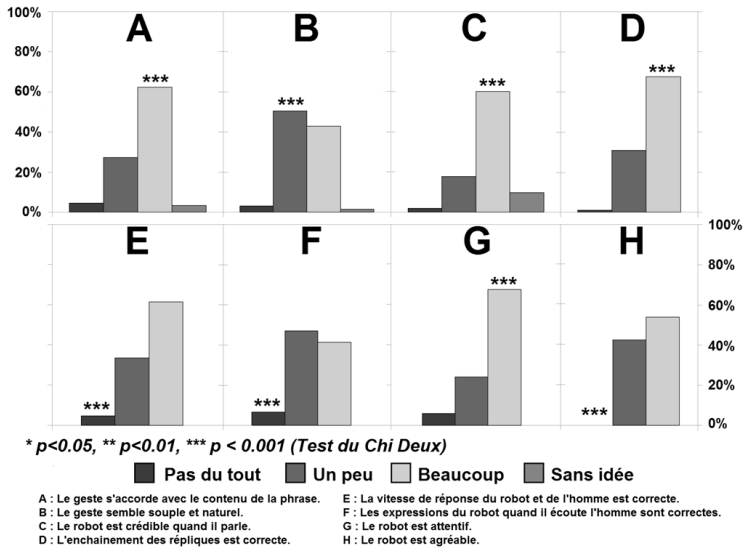 100%
80%
60%
40%
20%
0%
A
***
B
***
C
***
D
***
E
***
F
***
G
***
H
***
100%
80%
60%
40%
20%
0%
* p<0.05, ** p<0.01, *** p < 0.001 (Test du Chi Deux)
Pas du tout Un peu Beaucoup Sans idée
A : Le geste s'accorde avec le contenu de la phrase.
B : Le geste semble souple et naturel.
C : Le robot est crédible quand il parle.
D : L'enchainement des répliques est correcte.
E : La vitesse de réponse du robot et de l'homme est correcte.
F : Les expressions du robot quand il écoute l'homme sont correctes.
G : Le robot est attentif.
H : Le robot est agréable.